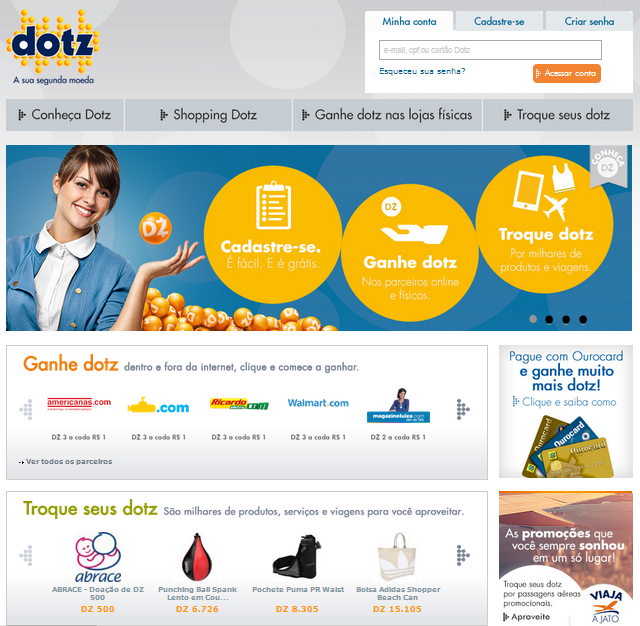 dotz
A sua segunda moeda
Minha conta
Cadastre-se
Criar senha
e-mail, cpf ou cartão Dotz
Esqueceu sua senha?
Acessar conta
Conheça Dotz
Shopping Dotz
Ganhe dotz nas lojas físicas
Troque seus dotz
CONHEÇA
DZ
DZ
Cadastre-se.
É fácil. E é grátis.
DZ
Ganhe dotz
Nos parceiros online
e físicos.
Troque dotz
Por milhares de
produtos e viagens.
Ganhe dotz dentro e fora da internet, clique e comece a ganhar.
americanas.com
.com
Ricardo
.com
Walmart.com
magazineluiza.com
DZ 3 a cada R$ 1
DZ 3 a cada R$ 1
DZ 3 a cada R$ 1
DZ 3 a cada R$ 1
DZ 2 a cada R$ 1
Ver todos os parceiros
Pague com Ourocard
e ganhe muito
mais dotz!
Clique e saiba como
Ourocard
Ourocard
Ourocard
Troque seus dotz São milhares de produtos, serviços e viagens para você aproveitar.
abrace
ABRACE - Doação de DZ
500
DZ 500
Punching Ball Spank
Lento em Cou...
DZ 6.726
Pochete Puma PR Waist
DZ 8.305
Bolsa Adidas Shopper
Beach Can
DZ 15.105
As promoções que
você sempre sonhou
em um só lugar!
Troque seus dotz
por passagens aéreas
promocionais.
Aproveite
VIAJA
A JATO